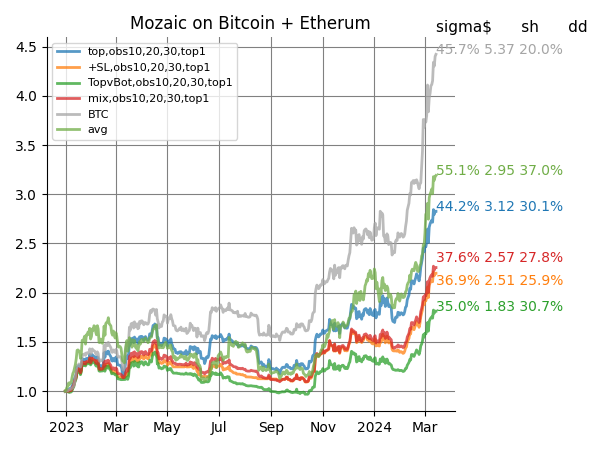 Mozaic on Bitcoin + Etherum
sigma$ sh dd
top,obs10,20,30,top1
+SL,obs10,20,30,top1
TopvBot,obs10,20,30,top1
mix,obs10,20,30,top1
BTC
avg
45.7% 5.37 20.0%
55.1% 2.95 37.0%
44.2% 3.12 30.1%
37.6% 2.57 27.8%
36.9% 2.51 25.9%
35.0% 1.83 30.7%
4.5
4.0
3.5
3.0
2.5
2.0
1.5
1.0
2023 Mar May Jul Sep Nov 2024 Mar